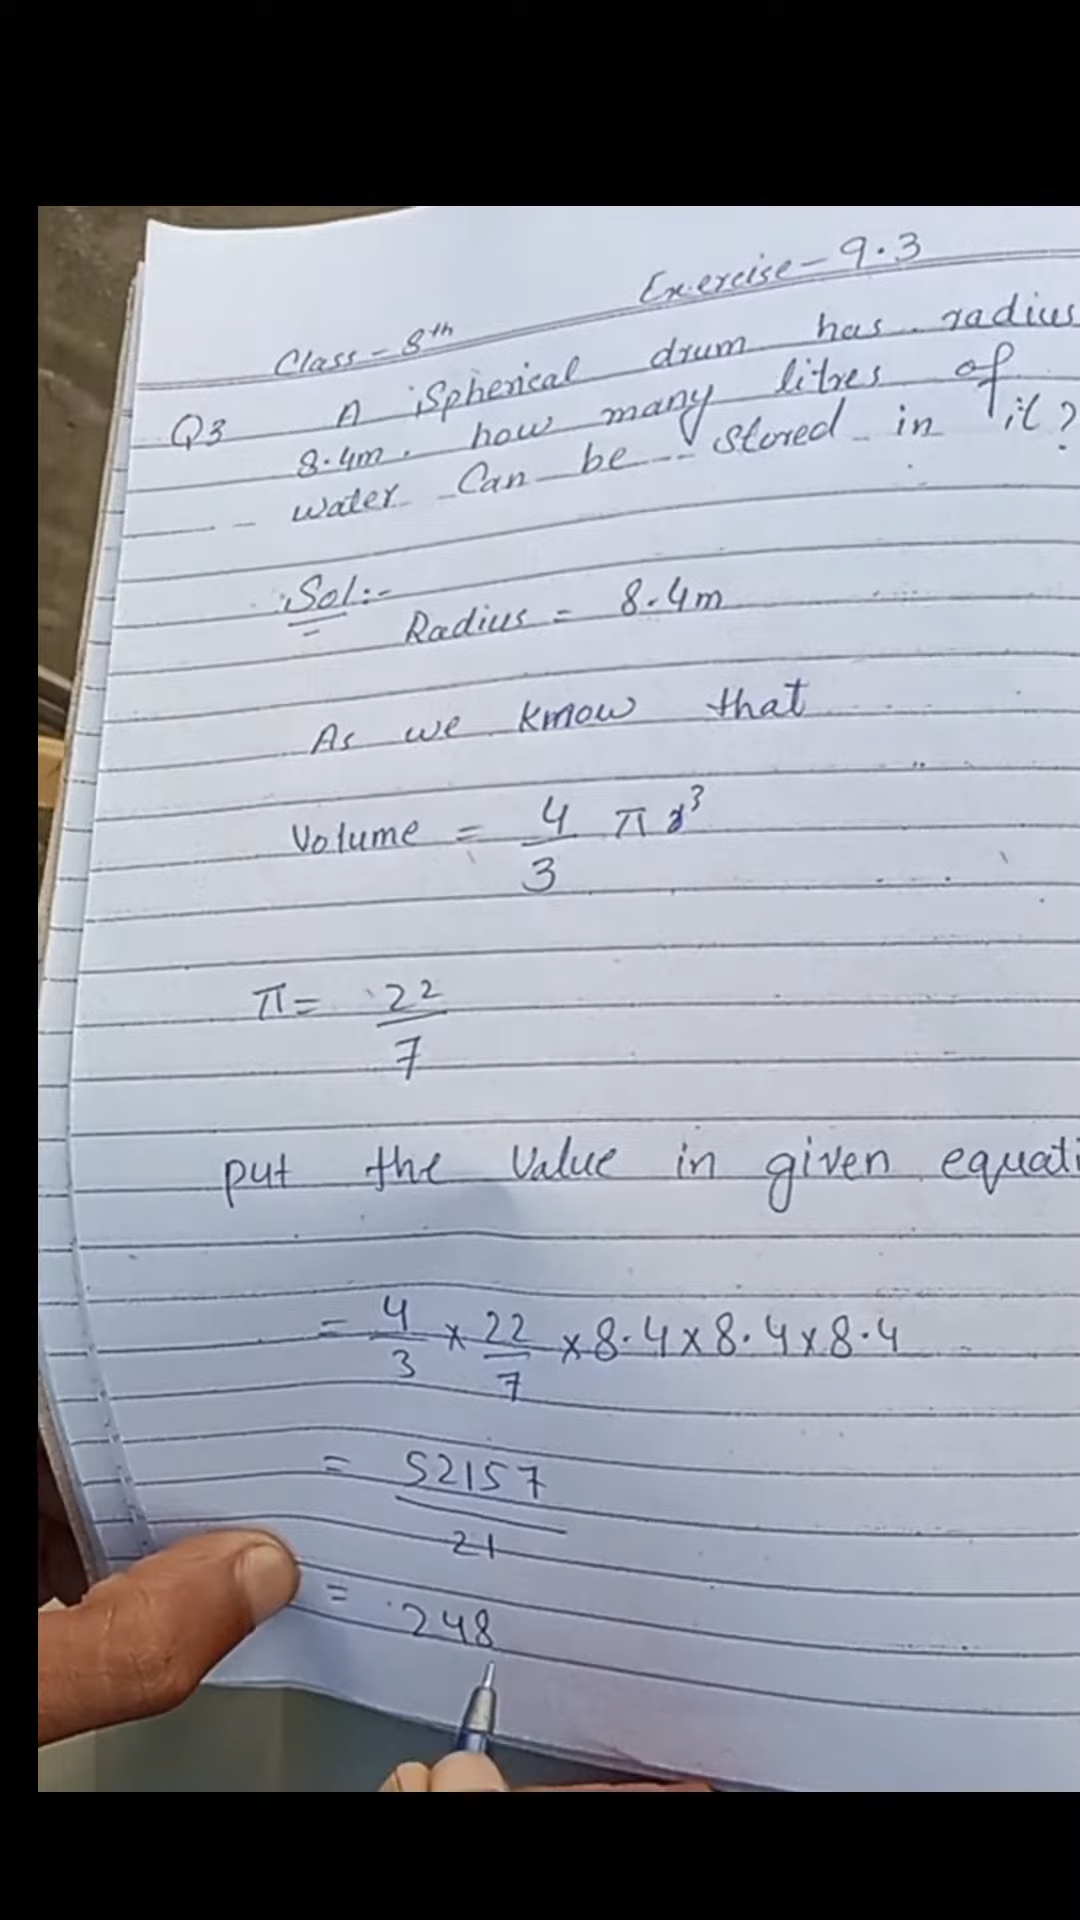 Exercise - 9.3
Class - 8th
Q3 A Spherical drum has radius
8.4m. how many litres of
water Can be stored in it?
Sol:-
Radius = 8.4m
As we know that
Volume = 4/3 π r³
π = 22/7
put the Value in given equati
= 4/3 × 22/7 × 8.4 × 8.4 × 8.4
= 52157/21
= 248